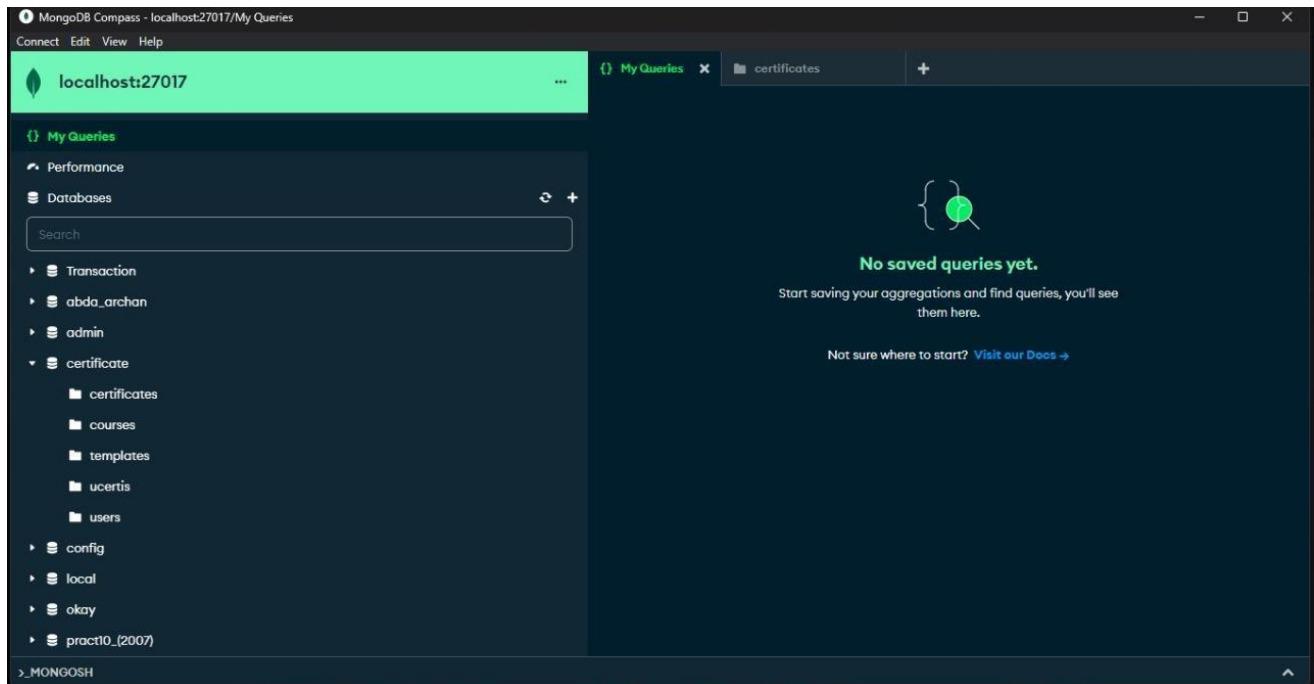 MongoDB Compass - localhost:27017/My Queries
Connect Edit View Help
localhost:27017
...
{} My Queries
Performance
Databases
Search
Transaction
abda_archan
admin
certificate
certificates
courses
templates
ucertis
users
config
local
okay
pract10_(2007)
>_MONGOSH
{} My Queries
certificates
No saved queries yet.
Start saving your aggregations and find queries, you'll see
them here.
Not sure where to start? Visit our Docs →